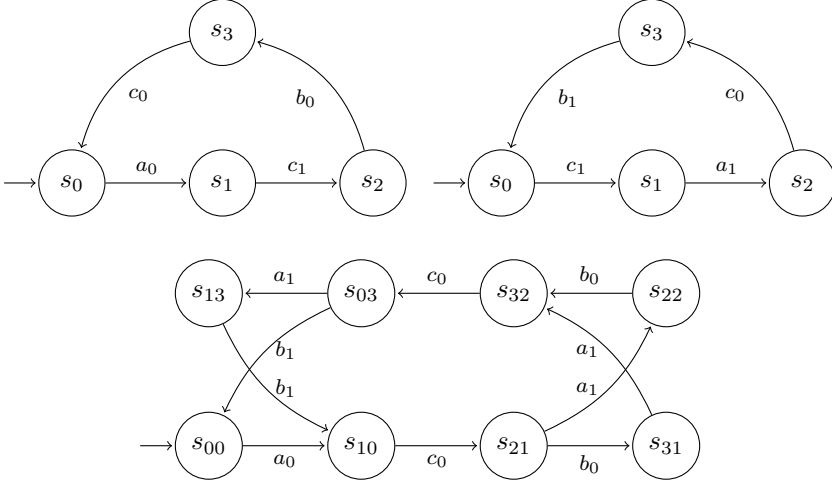 s₃ s₃
c₀ b₀ b₁ c₀
s₀ a₀ s₁ c₁ s₂ s₀ c₁ s₁ a₁ s₂
s₁₃ a₁ s₀₃ c₀ s₃₂ b₀ s₂₂
b₁ a₁
b₁ a₁
s₀₀ a₀ s₁₀ c₀ s₂₁ b₀ s₃₁